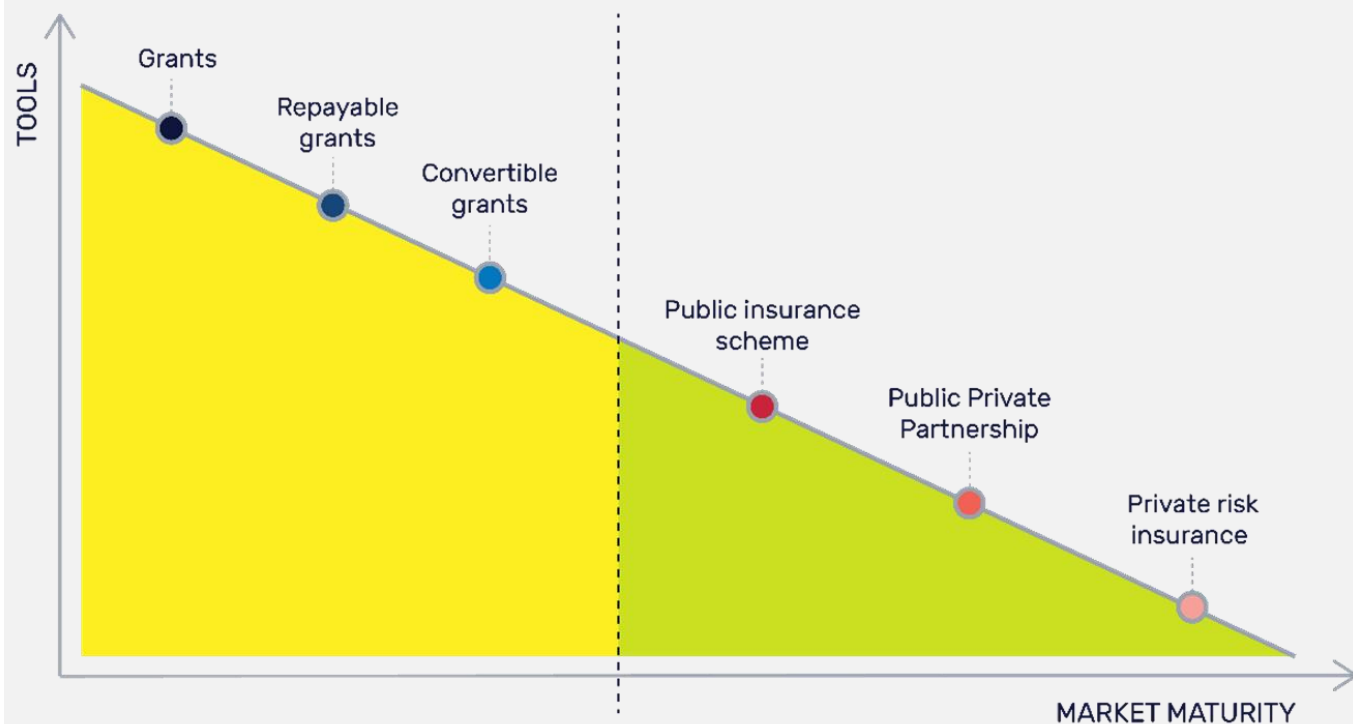 TOOLS
Grants
Repayable
grants
Convertible
grants
Public insurance
scheme
Public Private
Partnership
Private risk
insurance
MARKET MATURITY